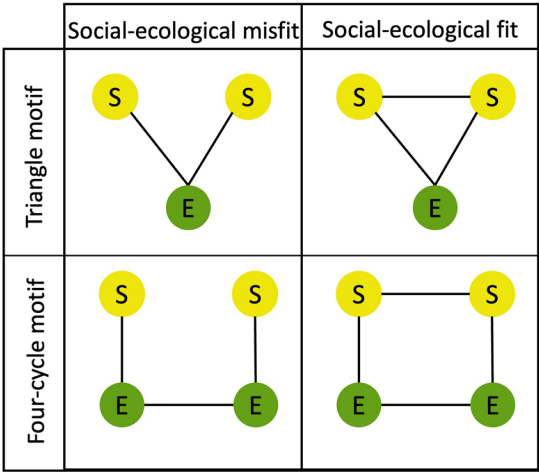 Social-ecological misfit
Social-ecological fit
Triangle motif
S
S
E
S
S
E
Four-cycle motif
S
S
E
E
S
S
E
E